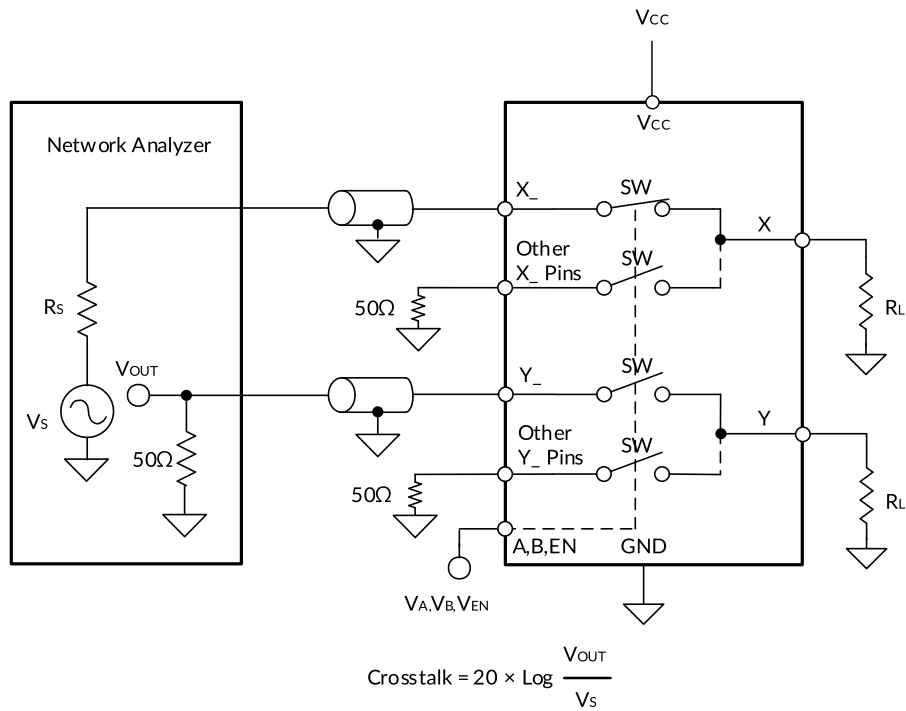 VCC
VCC
Network Analyzer
X_
SW
X
Other
X_ Pins
SW
50Ω
RS
RL
VOUT
Y_
SW
VS
Y
Other
Y_ Pins
SW
50Ω
50Ω
RL
A,B,EN
GND
VA,VB,VEN
Crosstalk = 20 × Log VOUT
VS